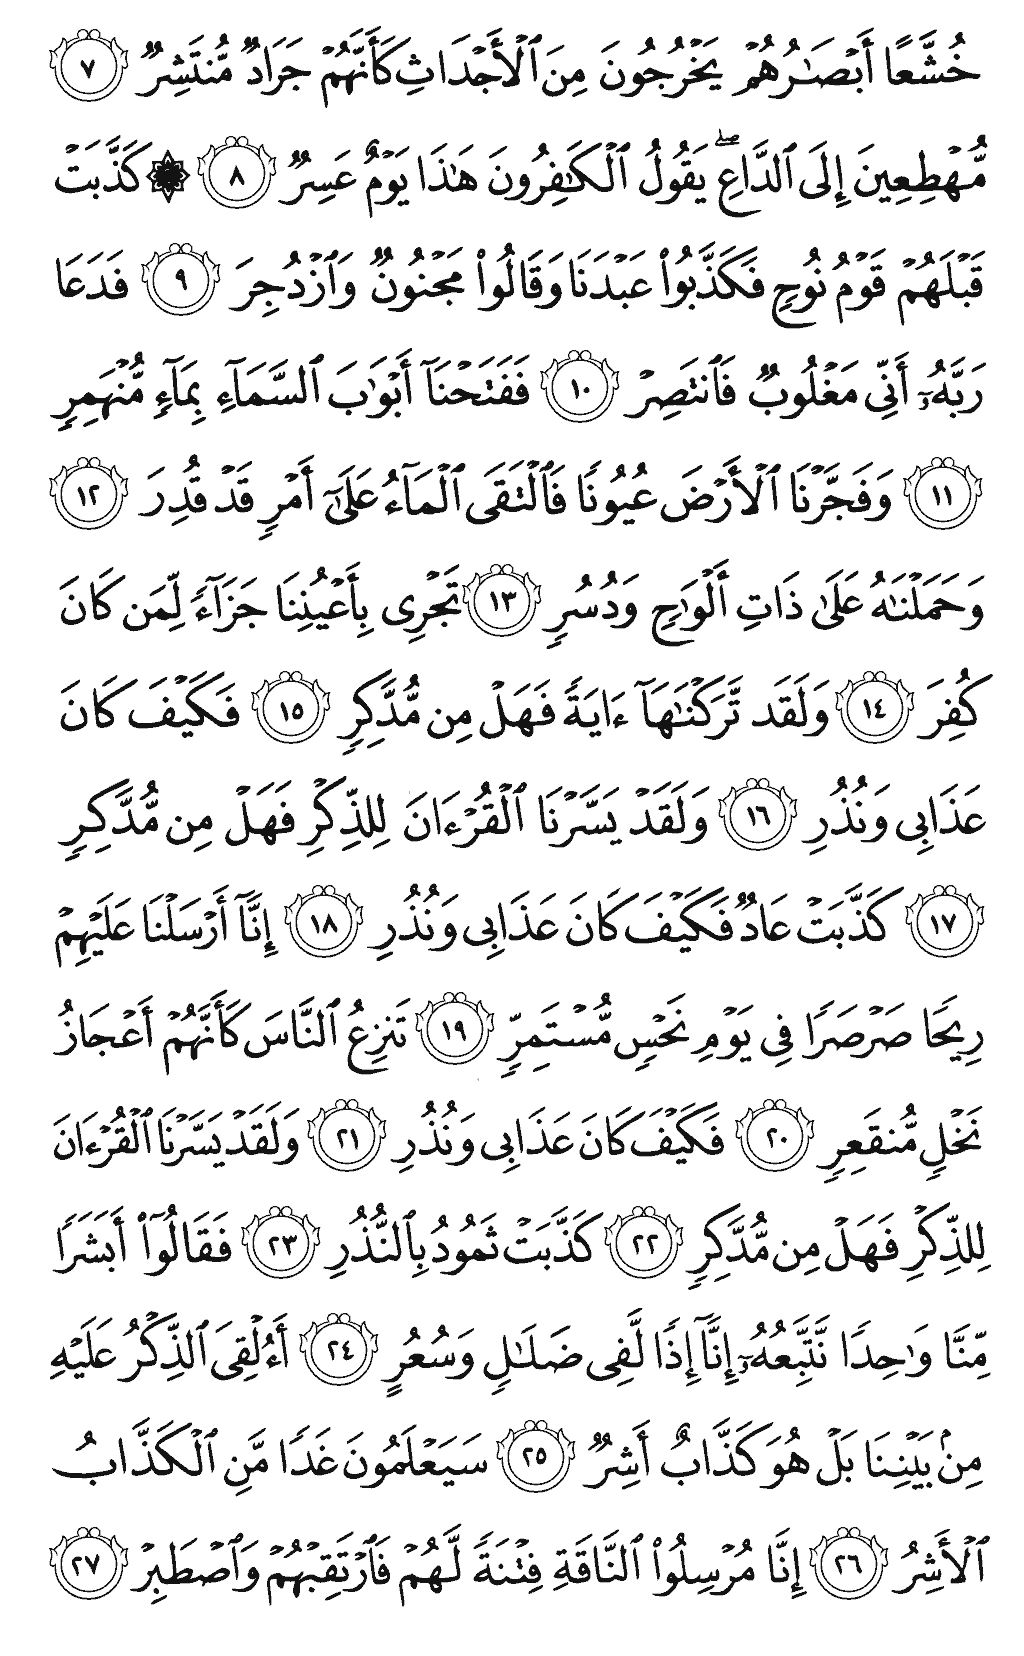 خُشَّعًا أَبۡصَٰرُهُمۡ يَخۡرُجُونَ مِنَ ٱلۡأَجۡدَاثِ كَأَنَّهُمۡ جَرَادٞ مُّنتَشِرٞ ٧
مُّهۡطِعِينَ إِلَى ٱلدَّاعِۖ يَقُولُ ٱلۡكَٰفِرُونَ هَٰذَا يَوۡمٌ عَسِرٞ ٨ ۞ كَذَّبَتۡ
قَبۡلَهُمۡ قَوۡمُ نُوحٖ فَكَذَّبُواْ عَبۡدَنَا وَقَالُواْ مَجۡنُونٞ وَٱزۡدُجِرَ ٩ فَدَعَا
رَبَّهُۥٓ أَنِّي مَغۡلُوبٞ فَٱنتَصِرۡ ١٠ فَفَتَحۡنَآ أَبۡوَٰبَ ٱلسَّمَآءِ بِمَآءٖ مُّنۡهَمِرٖ
١١ وَفَجَّرۡنَا ٱلۡأَرۡضَ عُيُونٗا فَٱلۡتَقَى ٱلۡمَآءُ عَلَىٰٓ أَمۡرٖ قَدۡ قُدِرَ ١٢
وَحَمَلۡنَٰهُ عَلَىٰ ذَاتِ أَلۡوَٰحٖ وَدُسُرٖ ١٣ تَجۡرِي بِأَعۡيُنِنَا جَزَآءٗ لِّمَن كَانَ
كُفِرَ ١٤ وَلَقَد تَّرَكۡنَٰهَآ ءَايَةٗ فَهَلۡ مِن مُّدَّكِرٖ ١٥ فَكَيۡفَ كَانَ
عَذَابِي وَنُذُرِ ١٦ وَلَقَدۡ يَسَّرۡنَا ٱلۡقُرۡءَانَ لِلذِّكۡرِ فَهَلۡ مِن مُّدَّكِرٖ
١٧ كَذَّبَتۡ عَادٞ فَكَيۡفَ كَانَ عَذَابِي وَنُذُرِ ١٨ إِنَّآ أَرۡسَلۡنَا عَلَيۡهِمۡ
رِيحٗا صَرۡصَرٗا فِي يَوۡمِ نَحۡسٖ مُّسۡتَمِرّٖ ١٩ تَنزِعُ ٱلنَّاسَ كَأَنَّهُمۡ أَعۡجَازُ
نَخۡلٖ مُّنقَعِرٖ ٢٠ فَكَيۡفَ كَانَ عَذَابِي وَنُذُرِ ٢١ وَلَقَدۡ يَسَّرۡنَا ٱلۡقُرۡءَانَ
لِلذِّكۡرِ فَهَلۡ مِن مُّدَّكِرٖ ٢٢ كَذَّبَتۡ ثَمُودُ بِٱلنُّذُرِ ٢٣ فَقَالُوٓاْ أَبَشَرٗا
مِّنَّا وَٰحِدٗا نَّتَّبِعُهُۥٓ إِنَّآ إِذٗا لَّفِي ضَلَٰلٖ وَسُعُرٍ ٢٤ أَءُلۡقِيَ ٱلذِّكۡرُ عَلَيۡهِ
مِنۢ بَيۡنِنَا بَلۡ هُوَ كَذَّابٌ أَشِرٞ ٢٥ سَيَعۡلَمُونَ غَدٗا مَّنِ ٱلۡكَذَّابُ
ٱلۡأَشِرُ ٢٦ إِنَّا مُرۡسِلُواْ ٱلنَّاقَةِ فِتۡنَةٗ لَّهُمۡ فَٱرۡتَقِبۡهُمۡ وَٱصۡطَبِرۡ ٢٧